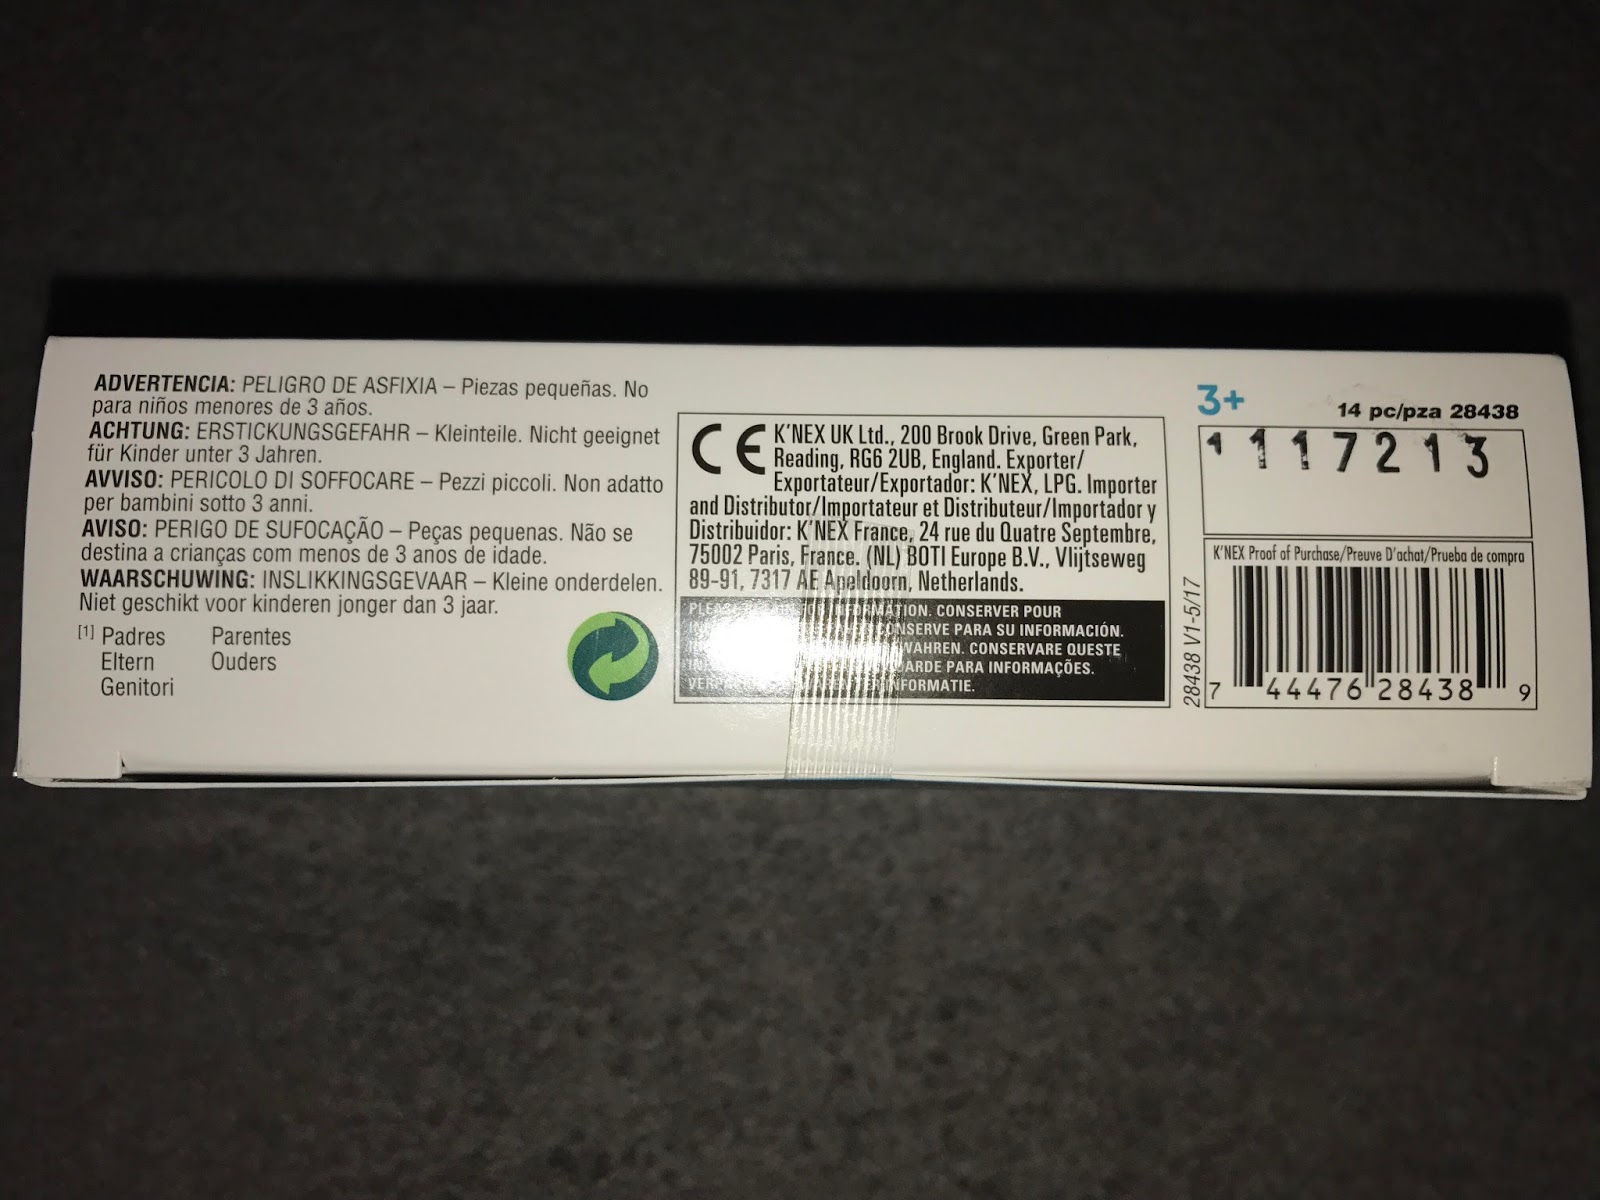 ADVERTENCIA: PELIGRO DE ASFIXIA – Piezas pequeñas. No
para niños menores de 3 años.
ACHTUNG: ERSTICKUNGSGEFAHR – Kleinteile. Nicht geeignet
für Kinder unter 3 Jahren.
AVVISO: PERICOLO DI SOFFOCARE – Pezzi piccoli. Non adatto
per bambini sotto 3 anni.
AVISO: PERIGO DE SUFOCAÇÃO – Peças pequenas. Não se
destina a crianças com menos de 3 anos de idade.
WAARSCHUWING: INSLIKKINGSGEVAAR – Kleine onderdelen.
Niet geschikt voor kinderen jonger dan 3 jaar.
[1] Padres Parentes
Eltern Ouders
Genitori
CE K'NEX UK Ltd., 200 Brook Drive, Green Park,
Reading, RG6 2UB, England. Exporter/
Exportateur/Exportador: K'NEX, LPG. Importer
and Distributor/Importateur et Distributeur/Importador y
Distribuidor: K'NEX France, 24 rue du Quatre Septembre,
75002 Paris, France. (NL) BOTI Europe B.V., Vlijtseweg
89-91, 7317 AE Apeldoorn, Netherlands.
PLEASE FOR INFORMATION. CONSERVER POUR
CONSERVE PARA SU INFORMACIÓN.
CONSERVARE QUESTE
PARA INFORMAÇÕES.
INFORMATIE.
3+
14 pc/pza 28438
1117213
K'NEX Proof of Purchase/Preuve D'achat/Prueba de compra
28438 V1-5/17
7 44476 28438 9